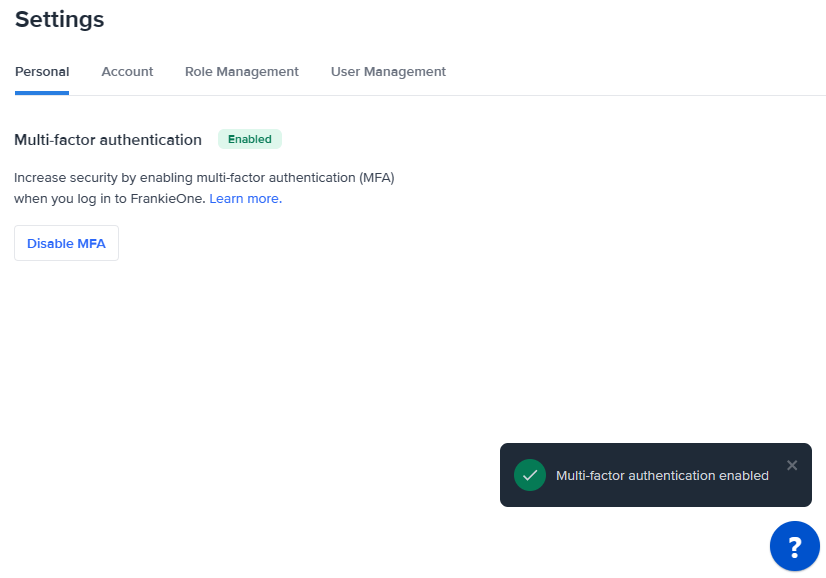 Settings
Personal Account Role Management User Management
Multi-factor authentication Enabled
Increase security by enabling multi-factor authentication (MFA)
when you log in to FrankieOne. Learn more.
Disable MFA
Multi-factor authentication enabled
?